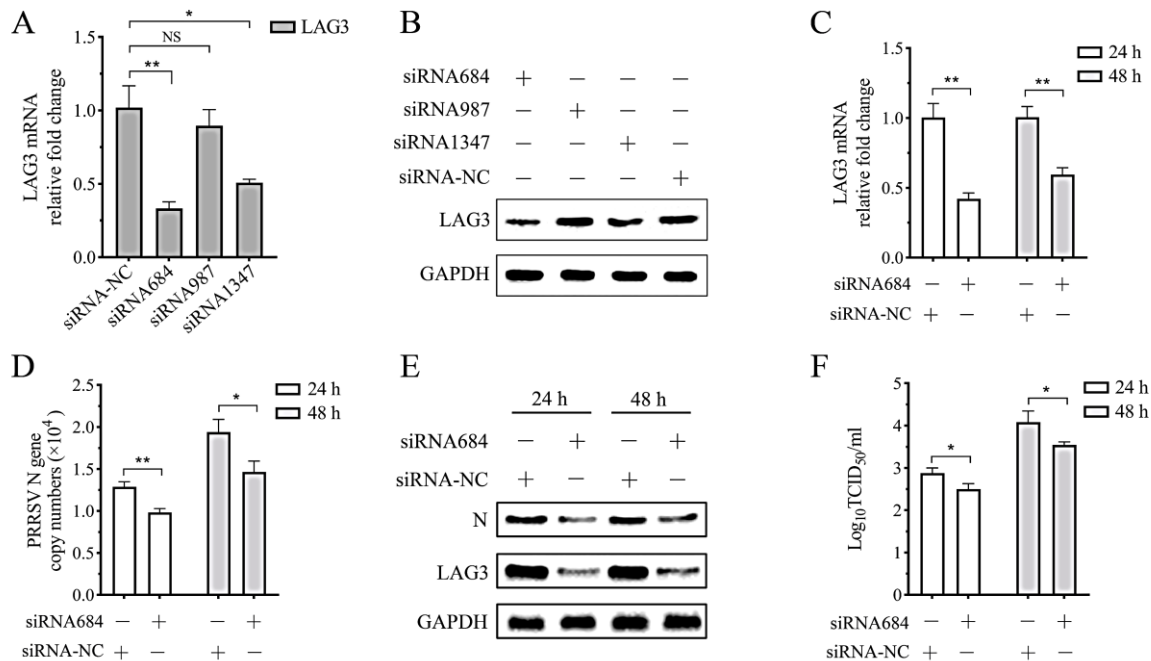 A
LAG3 mRNA
relative fold change
1.5
1.0
0.5
0.0
*
NS
**
LAG3
siRNA-NC
siRNA684
siRNA987
siRNA1347
B
siRNA684 + − − −
siRNA987 − + − −
siRNA1347 − − + −
siRNA-NC − − − +
LAG3
GAPDH
C
LAG3 mRNA
relative fold change
1.5
1.0
0.5
0.0
24 h
48 h
** **
siRNA684 − + − +
siRNA-NC + − + −
D
PRRSV N gene
copy numbers (×10⁴)
2.5
2.0
1.5
1.0
0.5
0.0
24 h
48 h
*
**
siRNA684 − + − +
siRNA-NC + − + −
E
24 h 48 h
siRNA684 − + − +
siRNA-NC + − + −
N
LAG3
GAPDH
F
Log₁₀TCID₅₀/ml
5
4
3
2
1
0
24 h
48 h
*
*
siRNA684 − + − +
siRNA-NC + − + −